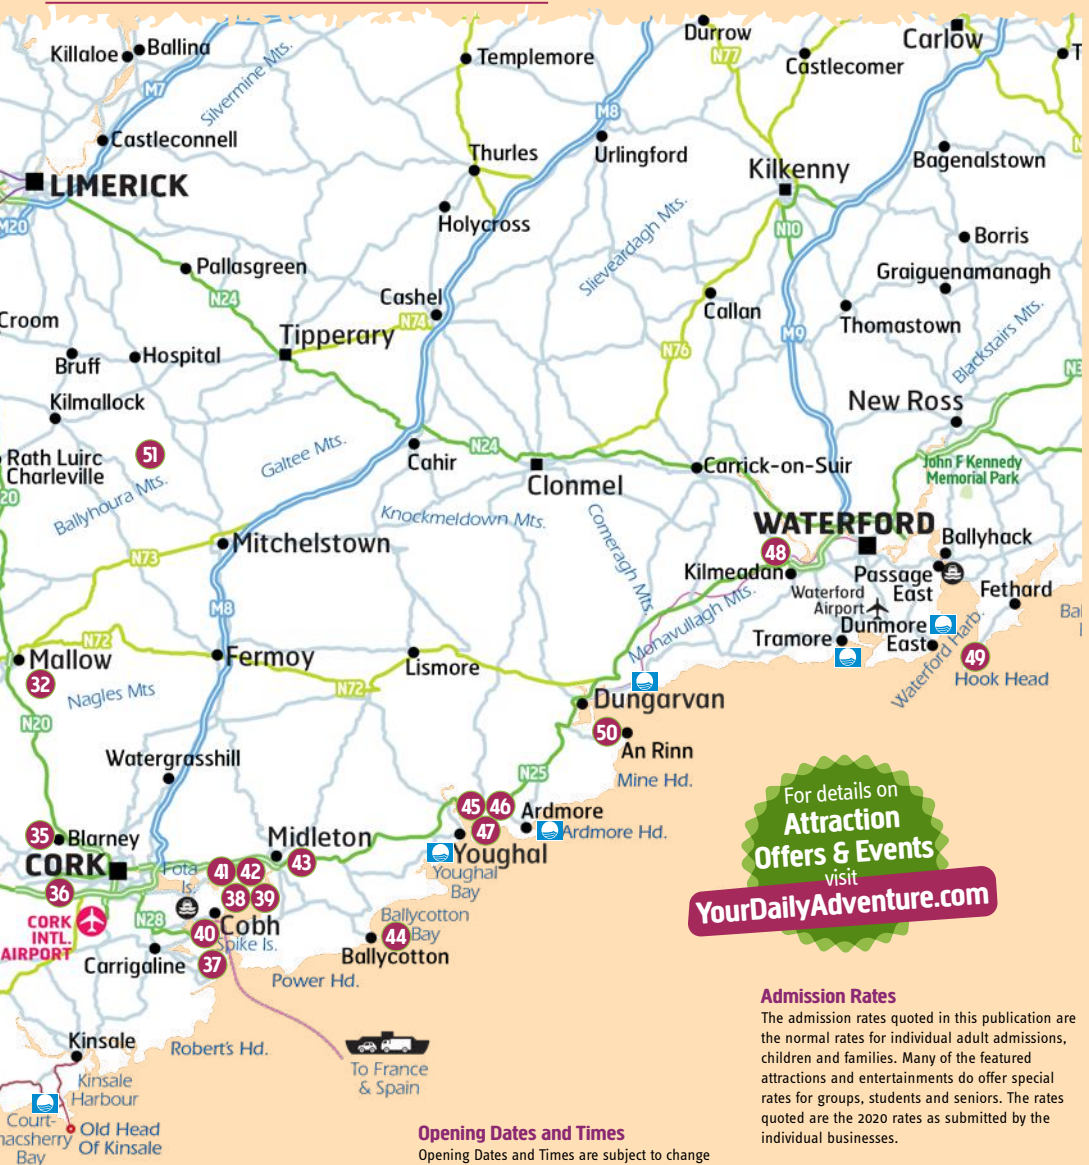 Durrow
Carlow
Killaloe
Ballina
Templemore
N77
Castlecomer
T
M7
Silvermine Mts.
M8
Castleconnell
Thurles
Urlingford
Kilkenny
Bagenalstown
LIMERICK
M20
Holycross
Slieveardagh Mts.
N10
Borris
Pallasgreen
Graiguenamanagh
N24
Cashel
Callan
Thomastown
Croom
N74
Tipperary
M9
Blackstairs Mts.
Bruff
Hospital
N76
N3
Kilmallock
New Ross
Rath Luirc
Charleville
51
Galtee Mts.
Cahir
N24
Carrick-on-Suir
John F Kennedy
Memorial Park
20
Ballyhoura Mts.
Clonmel
Knockmeldown Mts.
Comeragh Mts.
WATERFORD
Ballyhack
Mitchelstown
48
N73
Kilmeadan
Passage
East
Fethard
Waterford
Airport
M8
Monavullagh Mts.
Dunmore
East
Tramore
Waterford Harb.
49
Hook Head
N72
Mallow
32
Fermoy
Lismore
Nagles Mts
N72
Dungarvan
N20
50
An Rinn
Watergrasshill
Mine Hd.
N25
45
46
47
Ardmore
Ardmore Hd.
35
Blarney
Midleton
43
Youghal
Youghal
Bay
CORK
36
Fota
Is.
41
42
38
39
CORK
INTL.
AIRPORT
N28
Cobh
40
Spike Is.
Ballycotton
Bay
44
Ballycotton
Carrigaline
37
Power Hd.
Kinsale
Robert's Hd.
Kinsale
Harbour
To France
& Spain
Court-
macsherry
Bay
Old Head
Of Kinsale
For details on
Attraction
Offers & Events
visit
YourDailyAdventure.com
Admission Rates
The admission rates quoted in this publication are
the normal rates for individual adult admissions,
children and families. Many of the featured
attractions and entertainments do offer special
rates for groups, students and seniors. The rates
quoted are the 2020 rates as submitted by the
individual businesses.
Opening Dates and Times
Opening Dates and Times are subject to change